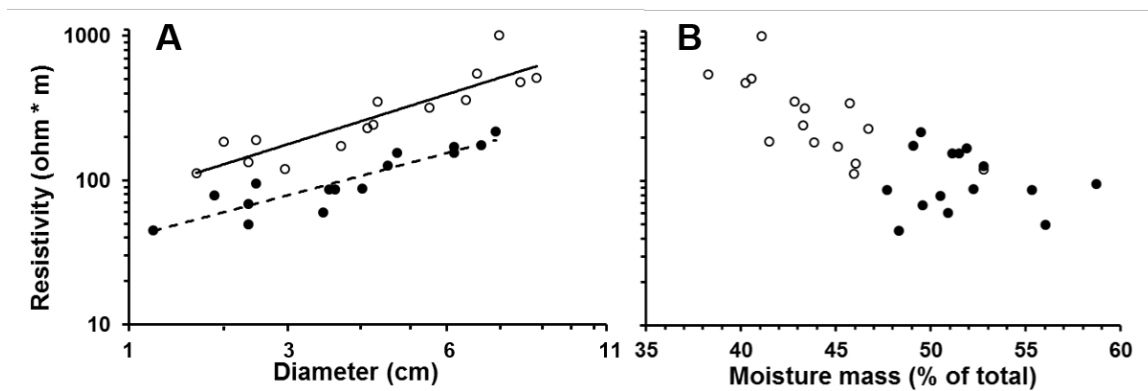 A
B
1000
100
10
Resistivity (ohm * m)
1 3 6 11
35 40 45 50 55 60
Diameter (cm)
Moisture mass (% of total)